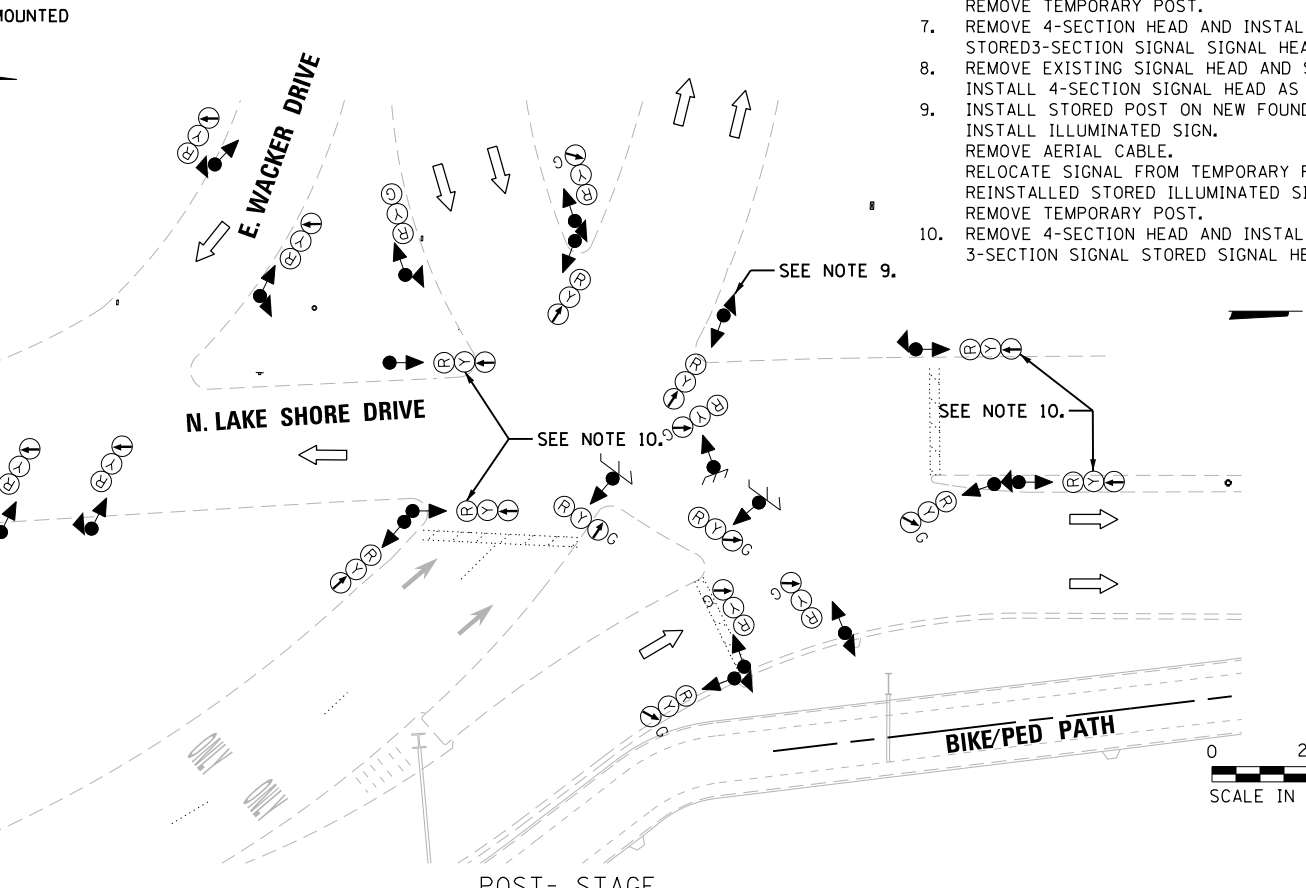 MOUNTED
REMOVE TEMPORARY POST.
7. REMOVE 4-SECTION HEAD AND INSTAL
STORED3-SECTION SIGNAL SIGNAL HEA
8. REMOVE EXISTING SIGNAL HEAD AND S
INSTALL 4-SECTION SIGNAL HEAD AS
9. INSTALL STORED POST ON NEW FOUND
INSTALL ILLUMINATED SIGN.
REMOVE AERIAL CABLE.
RELOCATE SIGNAL FROM TEMPORARY P
REINSTALLED STORED ILLUMINATED SI
REMOVE TEMPORARY POST.
10. REMOVE 4-SECTION HEAD AND INSTAL
3-SECTION SIGNAL STORED SIGNAL HE
E. WACKER DRIVE
R Y
R Y
G Y R
G Y R
R Y
SEE NOTE 9.
R Y
R Y
N. LAKE SHORE DRIVE
R Y
G Y R
SEE NOTE 10.
SEE NOTE 10.
R Y
R Y
R Y
R Y
R Y
R Y G
R Y G
R Y G
R Y
G Y R
G Y R
R Y G
ONLY
ONLY
BIKE/PED PATH
0 2
SCALE IN
POST- STAGE